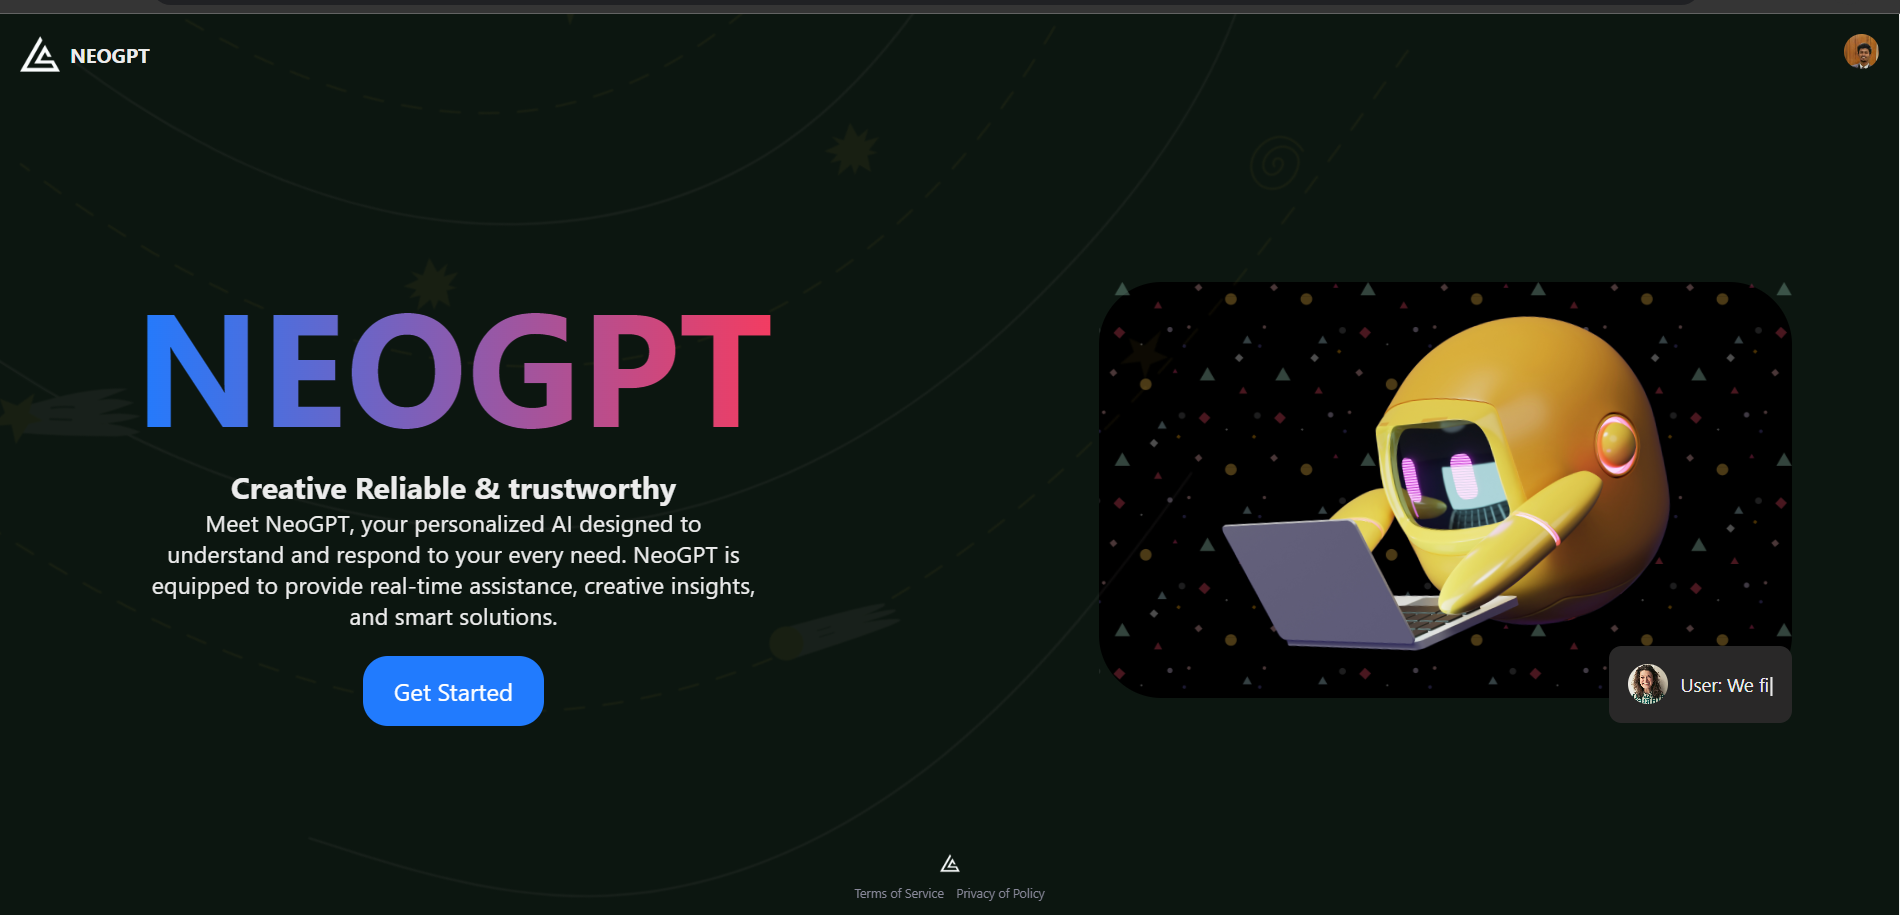 NEOGPT
NEOGPT
Creative Reliable & trustworthy
Meet NeoGPT, your personalized AI designed to
understand and respond to your every need. NeoGPT is
equipped to provide real-time assistance, creative insights,
and smart solutions.
Get Started
User: We fi
Terms of Service Privacy of Policy